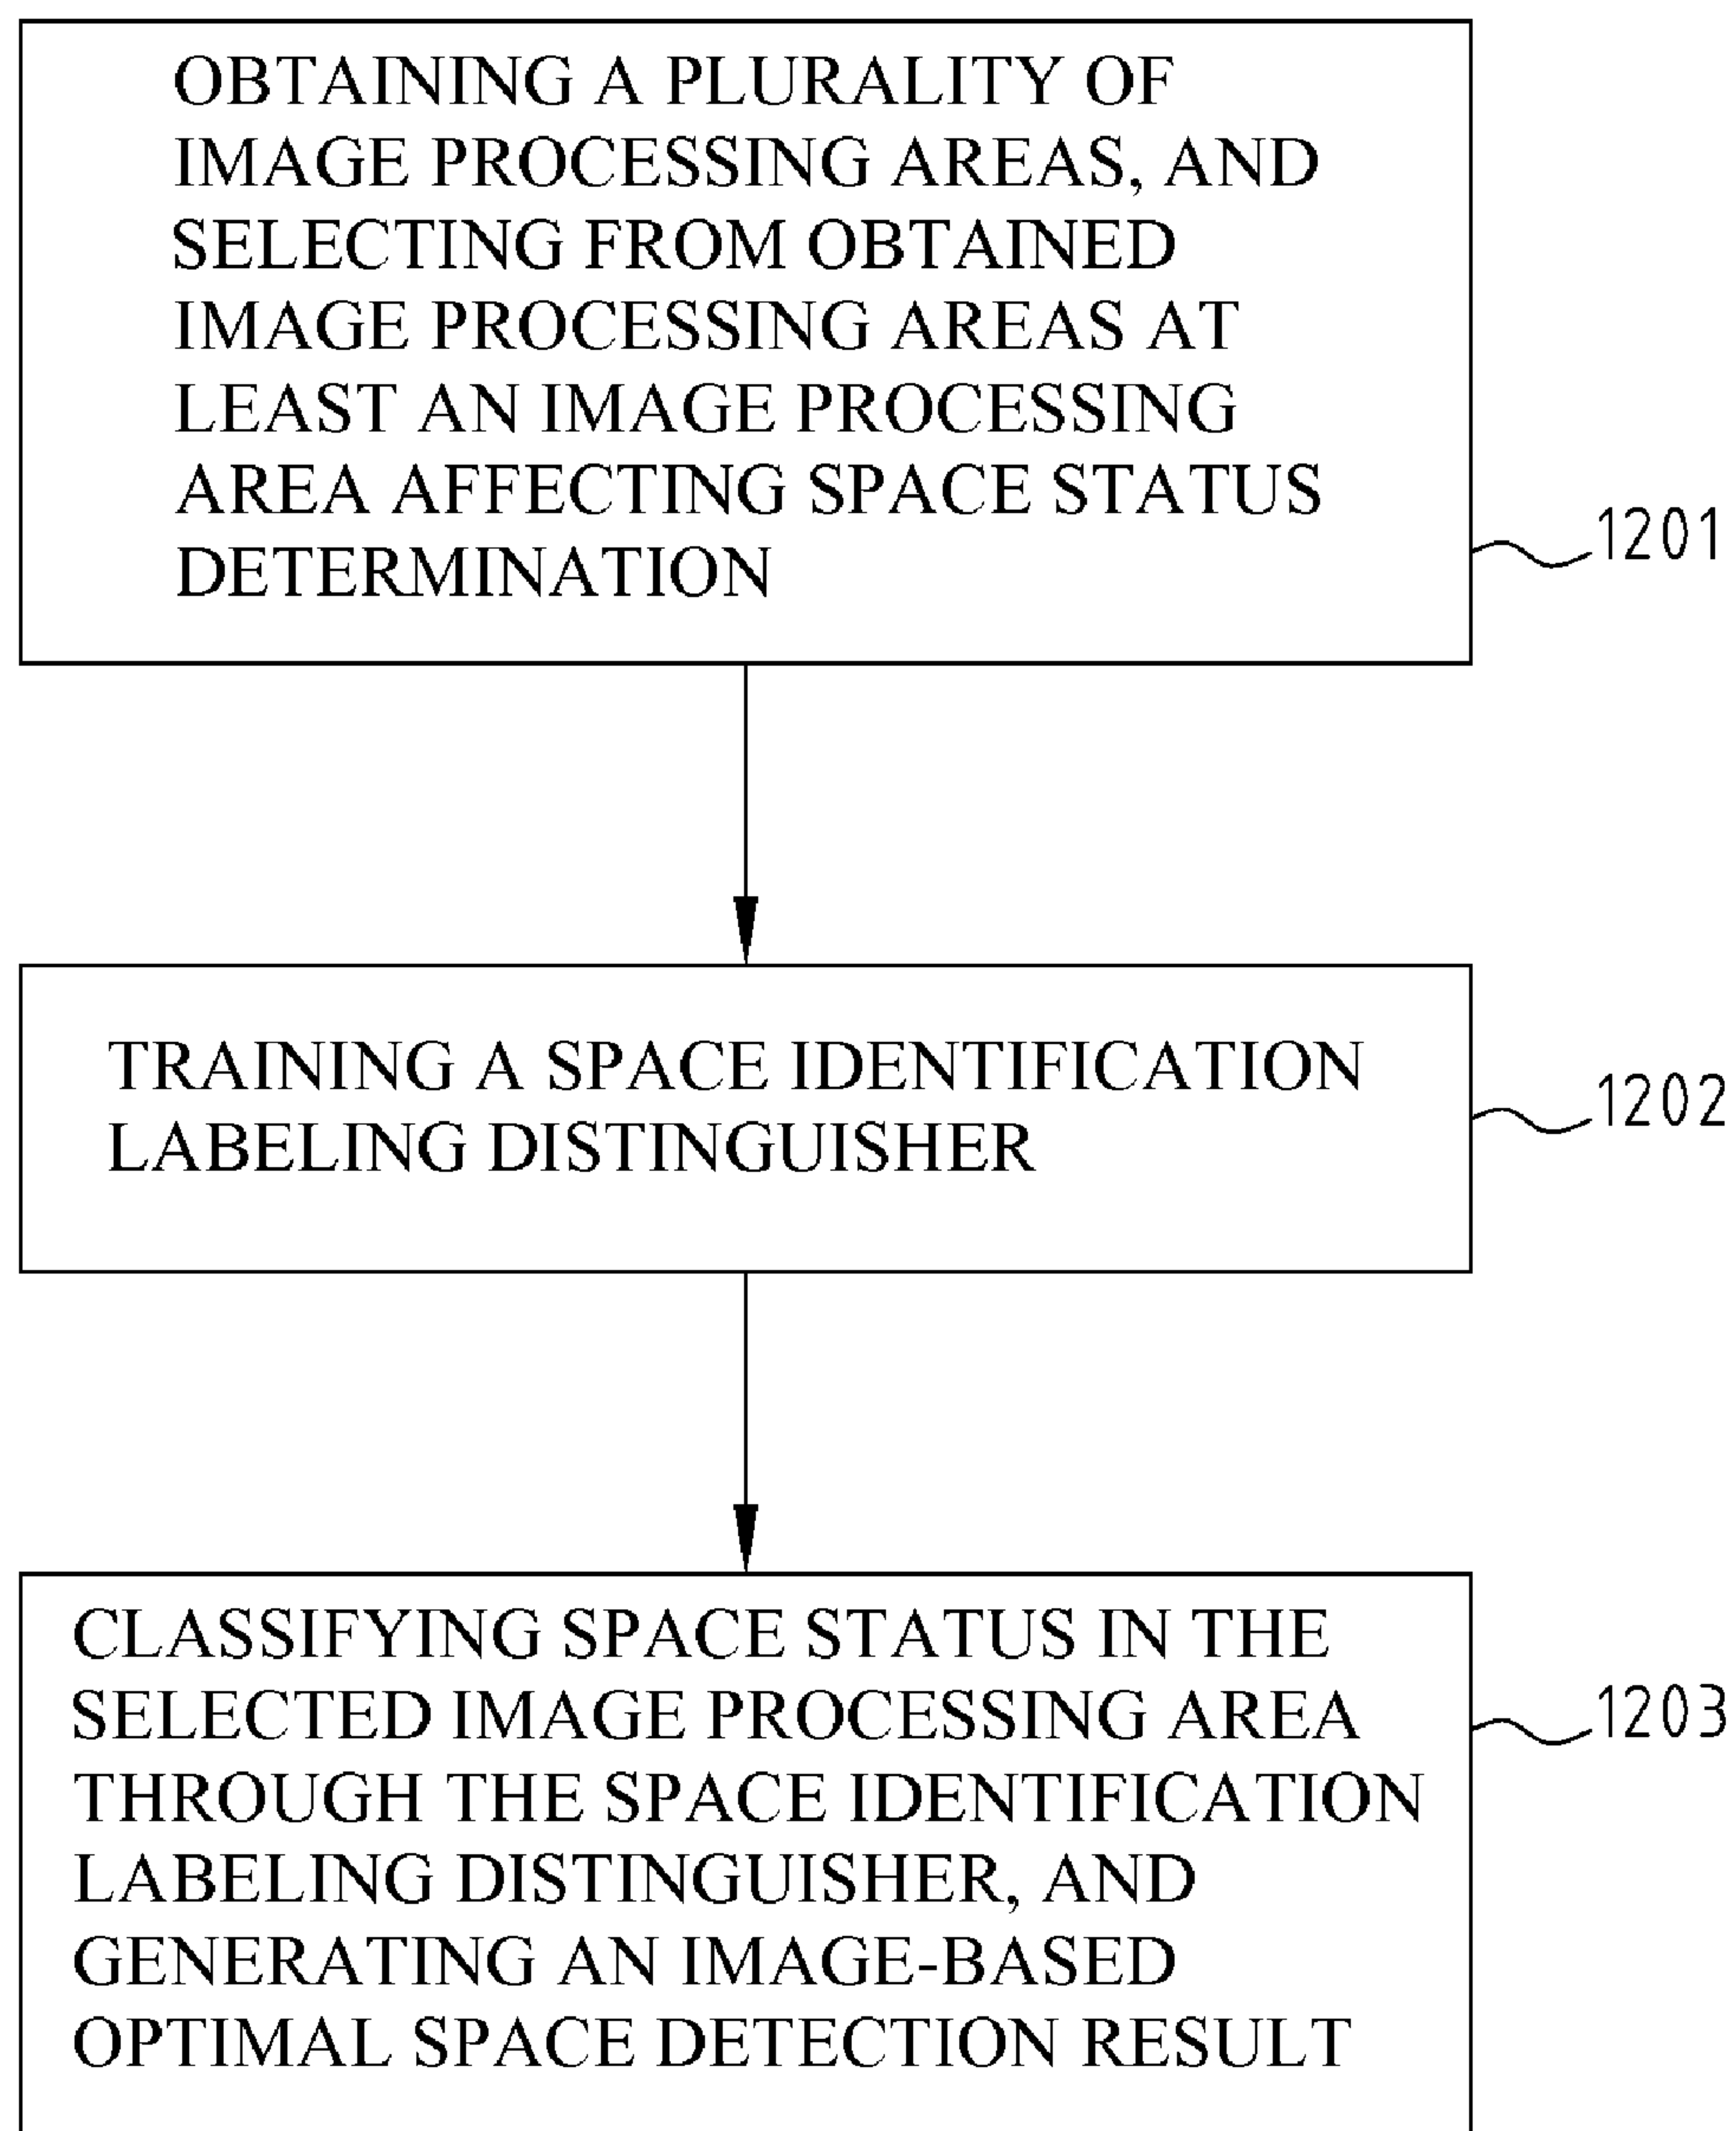 OBTAINING A PLURALITY OF
IMAGE PROCESSING AREAS, AND
SELECTING FROM OBTAINED
IMAGE PROCESSING AREAS AT
LEAST AN IMAGE PROCESSING
AREA AFFECTING SPACE STATUS
DETERMINATION
1201
TRAINING A SPACE IDENTIFICATION
LABELING DISTINGUISHER
1202
CLASSIFYING SPACE STATUS IN THE
SELECTED IMAGE PROCESSING AREA
THROUGH THE SPACE IDENTIFICATION
LABELING DISTINGUISHER, AND
GENERATING AN IMAGE-BASED
OPTIMAL SPACE DETECTION RESULT
1203